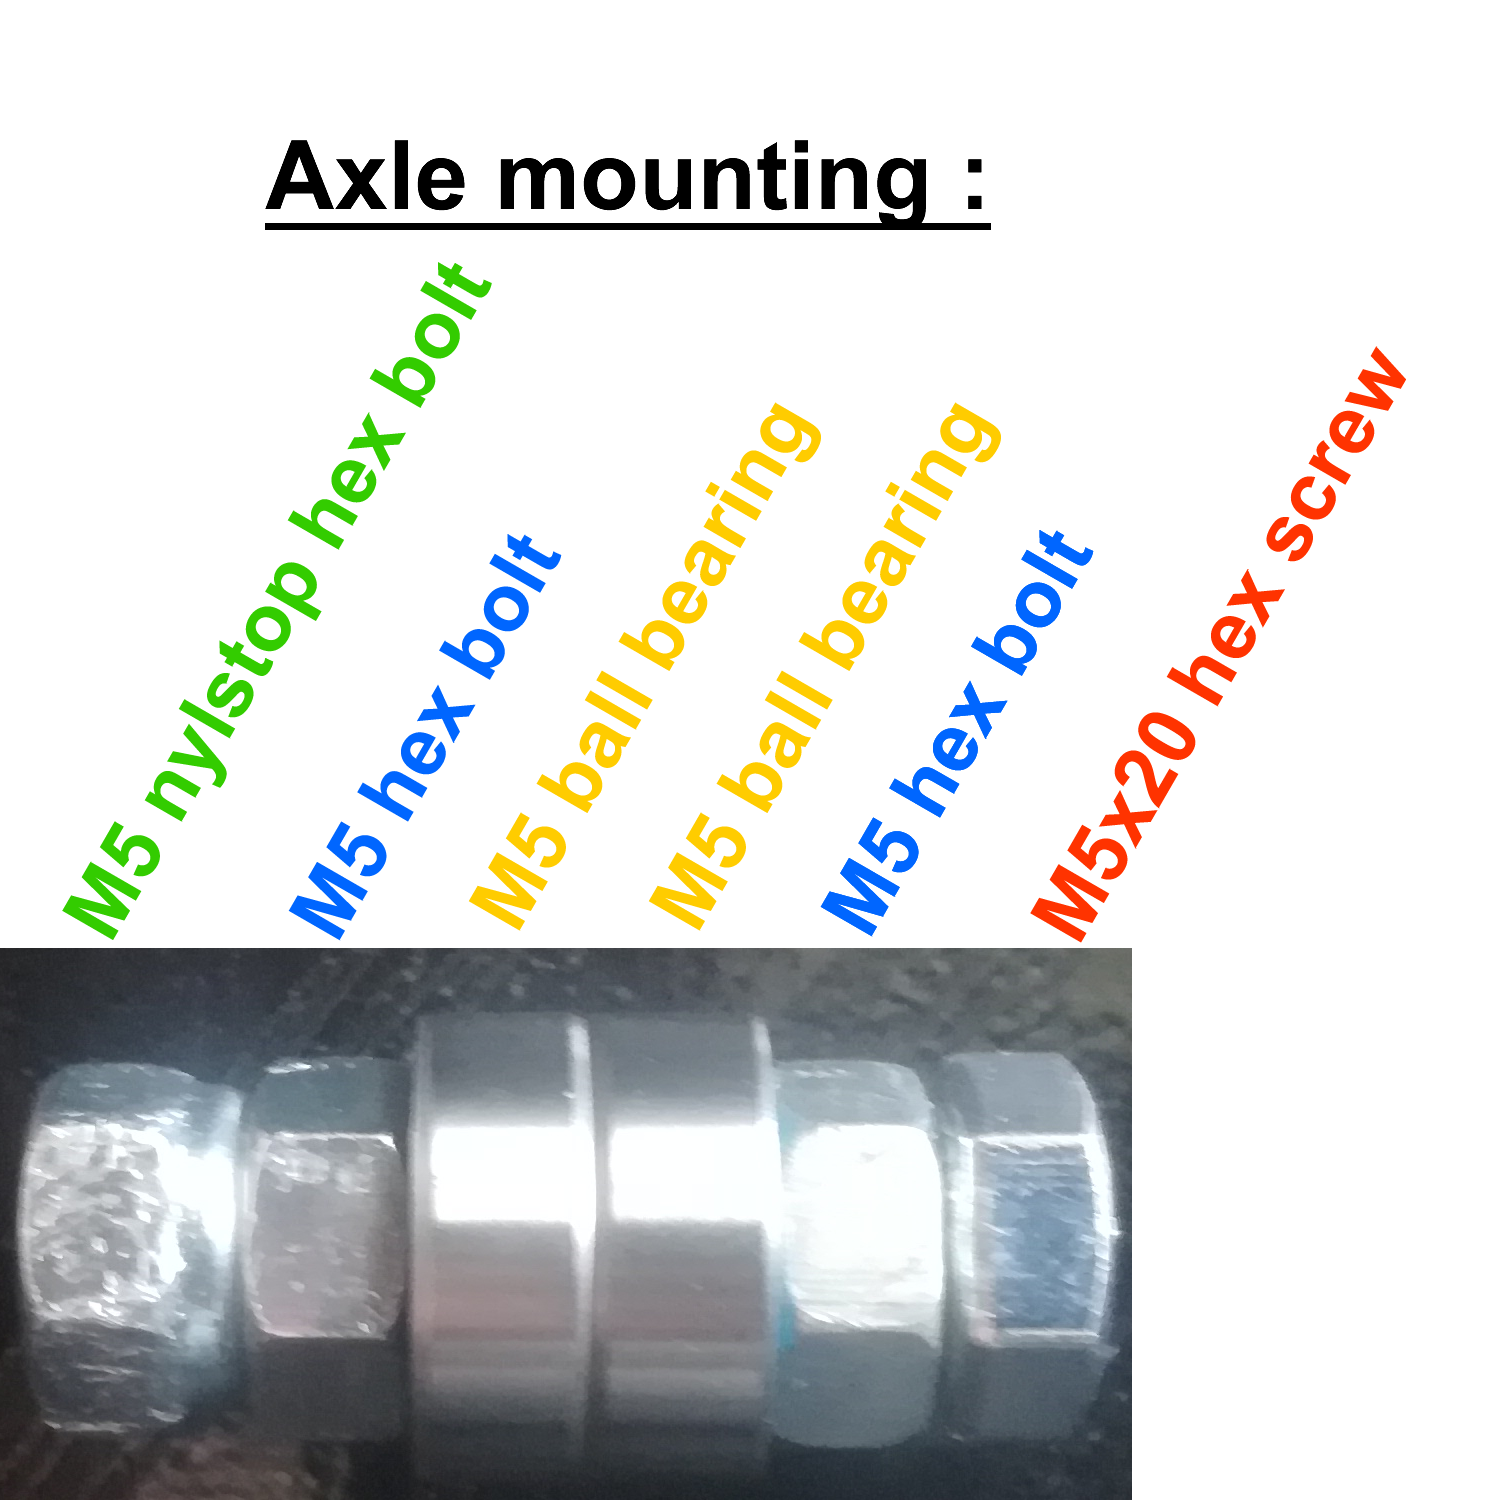 Axle mounting :
M5 nylstop hex bolt
M5 hex bolt
M5 ball bearing
M5 ball bearing
M5 hex bolt
M5x20 hex screw